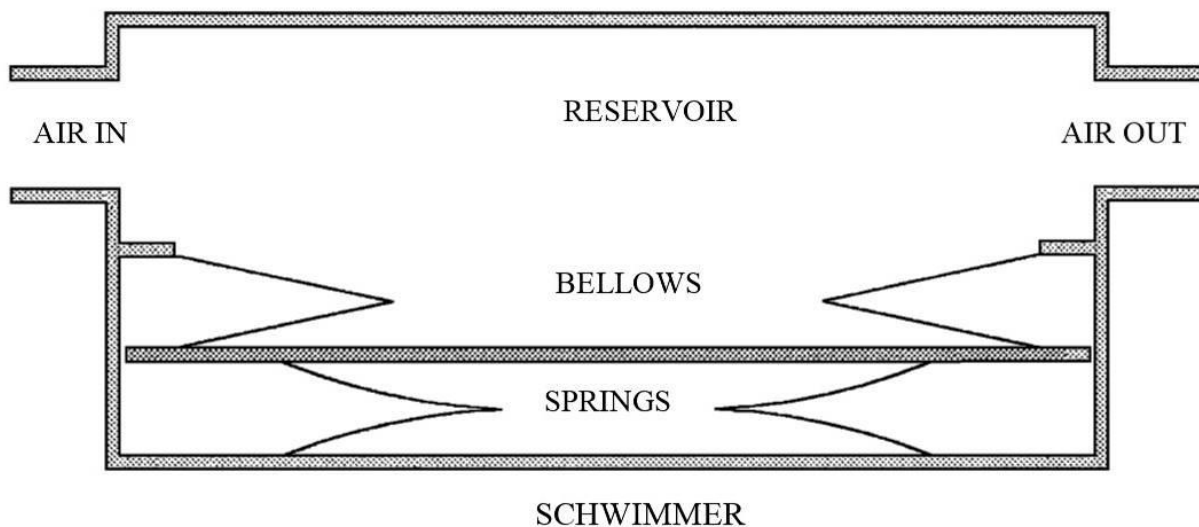 RESERVOIR
AIR IN
AIR OUT
BELLOWS
SPRINGS
SCHWIMMER